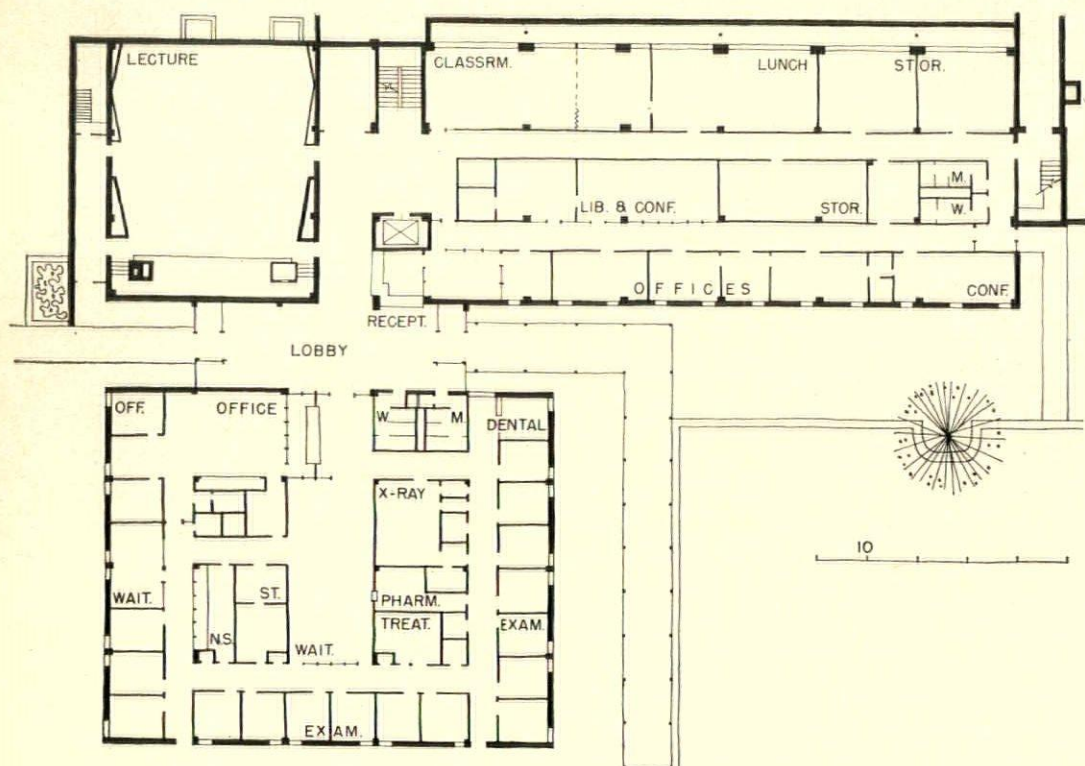 LECTURE
CLASSRM.
LUNCH
STOR.
M.
LIB. & CONF.
STOR.
W.
OFFICES
CONF.
RECEPT.
LOBBY
OFF.
OFFICE
W.
M.
DENTAL
X-RAY
10
WAIT.
ST.
PHARM.
N.S.
WAIT.
TREAT.
EXAM.
EXAM.